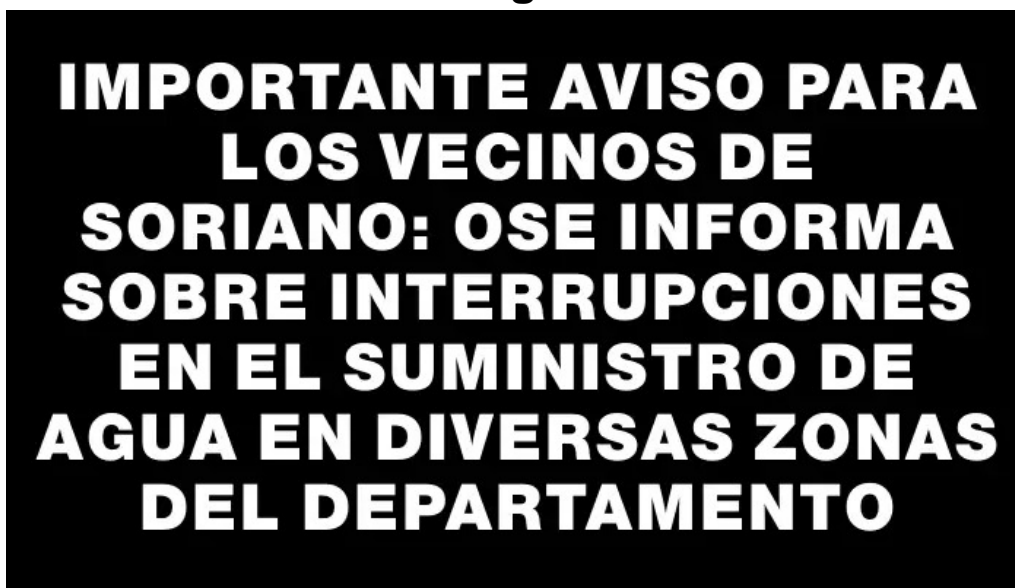 IMPORTANTE AVISO PARA
LOS VECINOS DE
SORIANO: OSE INFORMA
SOBRE INTERRUPCIONES
EN EL SUMINISTRO DE
AGUA EN DIVERSAS ZONAS
DEL DEPARTAMENTO